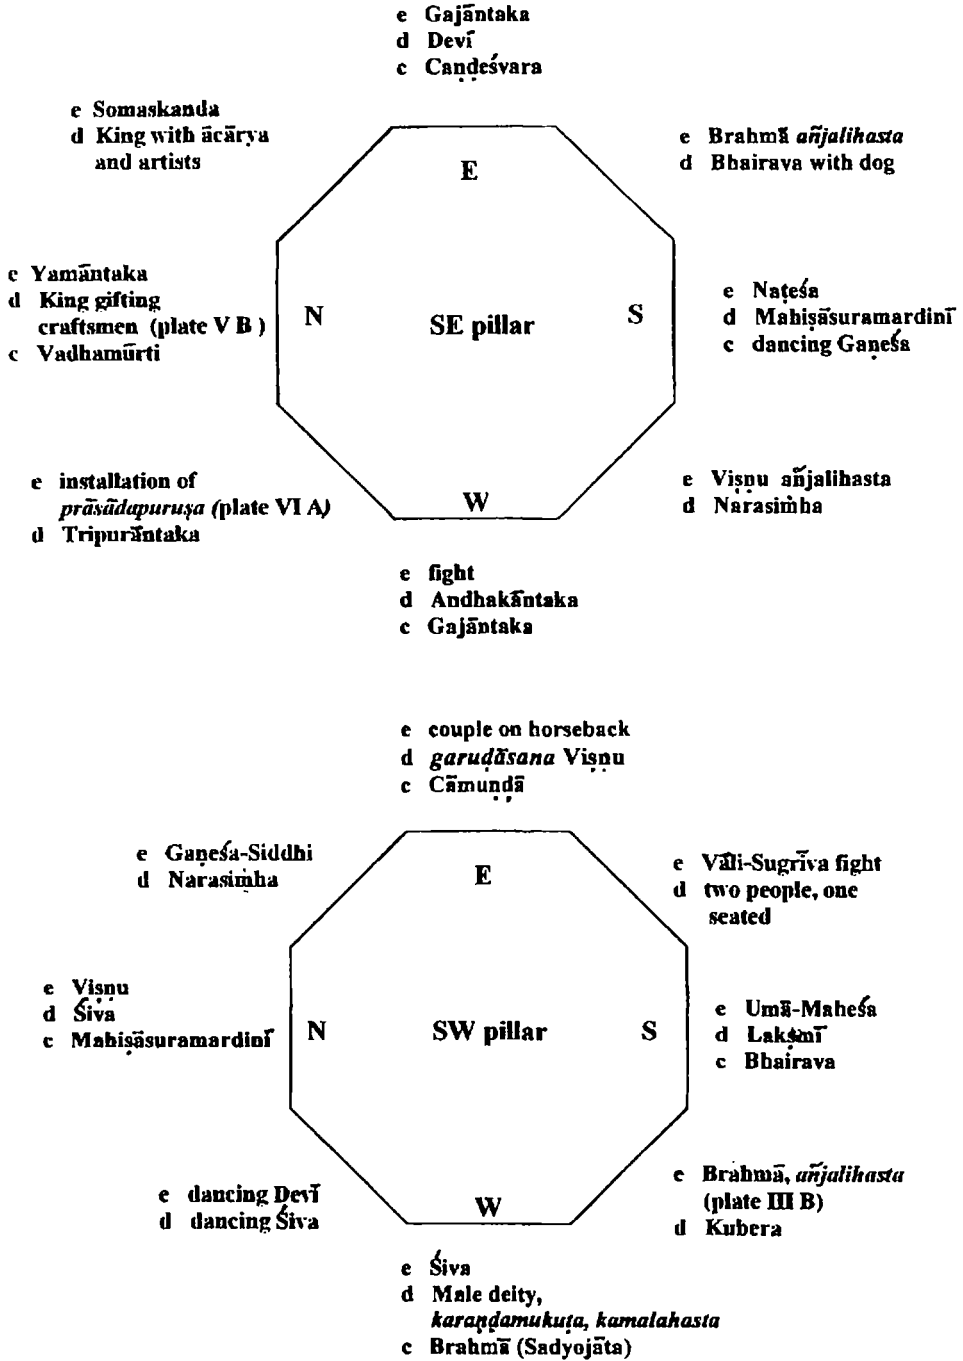 e Gajāntaka
d Devī
c Caṇḍeśvara
e Somaskanda
d King with ācārya
and artists
e Brahmā añjalihasta
d Bhairava with dog
E
e Yamāntaka
d King gifting
craftsmen (plate V B )
c Vadhamūrti
N
SE pillar
S
e Naṭeśa
d Mahiṣāsuramardinī
c dancing Gaṇeśa
e installation of
prāsādapuruṣa (plate VI A)
d Tripurāntaka
W
e Viṣṇu añjalihasta
d Narasiṁha
e fight
d Andhakāntaka
c Gajāntaka
e couple on horseback
d garuḍāsana Viṣṇu
c Cāmuṇḍā
e Gaṇeśa-Siddhi
d Narasiṁha
E
e Vāli-Sugrīva fight
d two people, one
seated
e Viṣṇu
d Śiva
c Mahiṣāsuramardinī
N
SW pillar
S
e Umā-Maheśa
d Lakṣmī
c Bhairava
e dancing Devī
d dancing Śiva
W
e Brahmā, añjalihasta
(plate III B)
d Kubera
e Śiva
d Male deity,
karaṇḍamukuṭa, kamalahasta
c Brahmā (Sadyojāta)